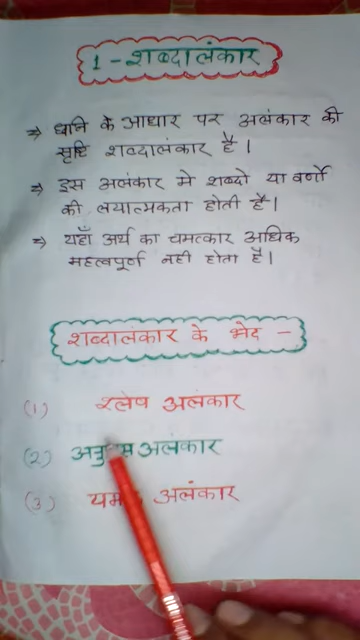 1 - शब्दालंकार
⇒ ध्वनि के आधार पर अलंकार की
सृष्टि शब्दालंकार है।
⇒ इस अलंकार मे शब्दो या वर्णो
की लयात्मकता होती है।
⇒ यहाँ अर्थ का चमत्कार अधिक
महत्वपूर्ण नही होता है।
शब्दालंकार के भेद -
(1) श्लेष अलंकार
(2) अलंकार
(3) अलंकार